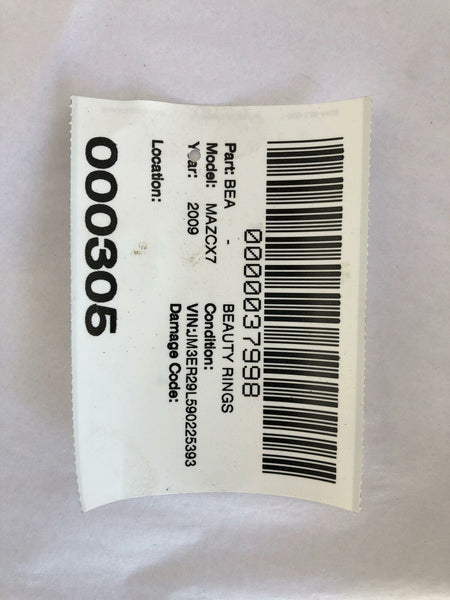 0000037998
Part: BEA - BEAUTY RINGS
Model: MAZCX7 Condition:
Year: 2009 VIN:JM3ER29L590225393
Damage Code:
Location:
000305